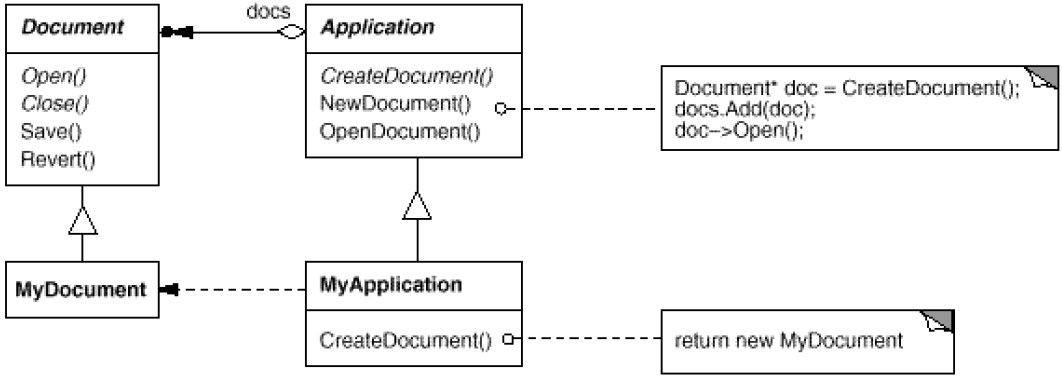 Document
Open()
Close()
Save()
Revert()
docs
Application
CreateDocument()
NewDocument()
OpenDocument()
Document* doc = CreateDocument();
docs.Add(doc);
doc–>Open();
MyDocument
MyApplication
CreateDocument()
return new MyDocument